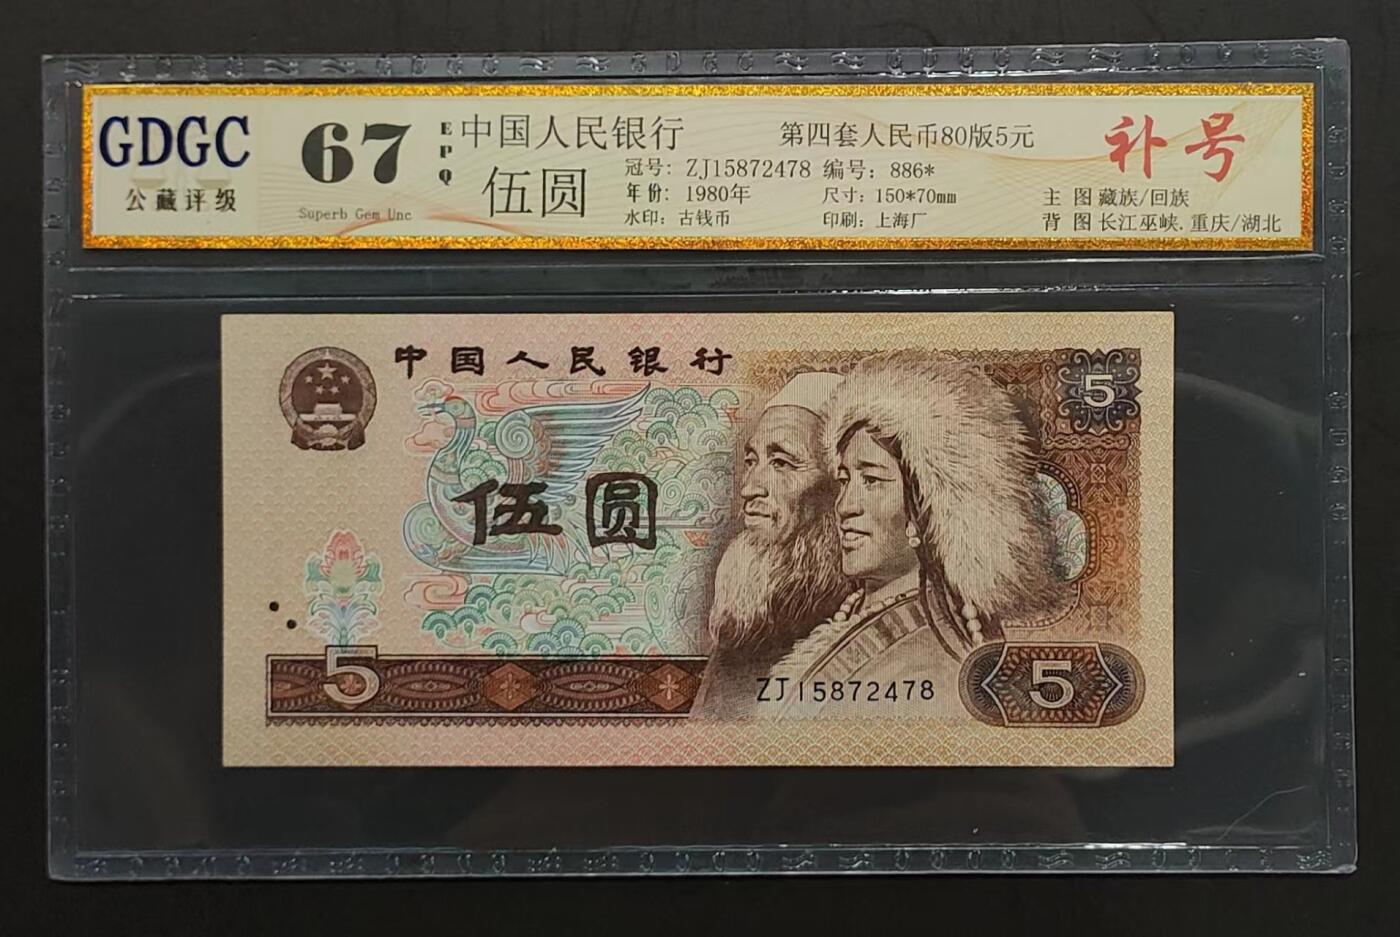 GDGC
公藏评级
67
EPQ
Superb Gem Unc
中国人民银行
伍圆
第四套人民币80版5元
冠号: ZJ15872478 编号: 886*
年份: 1980年 尺寸: 150*70mm
水印: 古钱币 印刷: 上海厂
补号
主 图 藏族/回族
背 图 长江巫峡.重庆/湖北
中国人民银行
5
伍圆
5
ZJ15872478
5